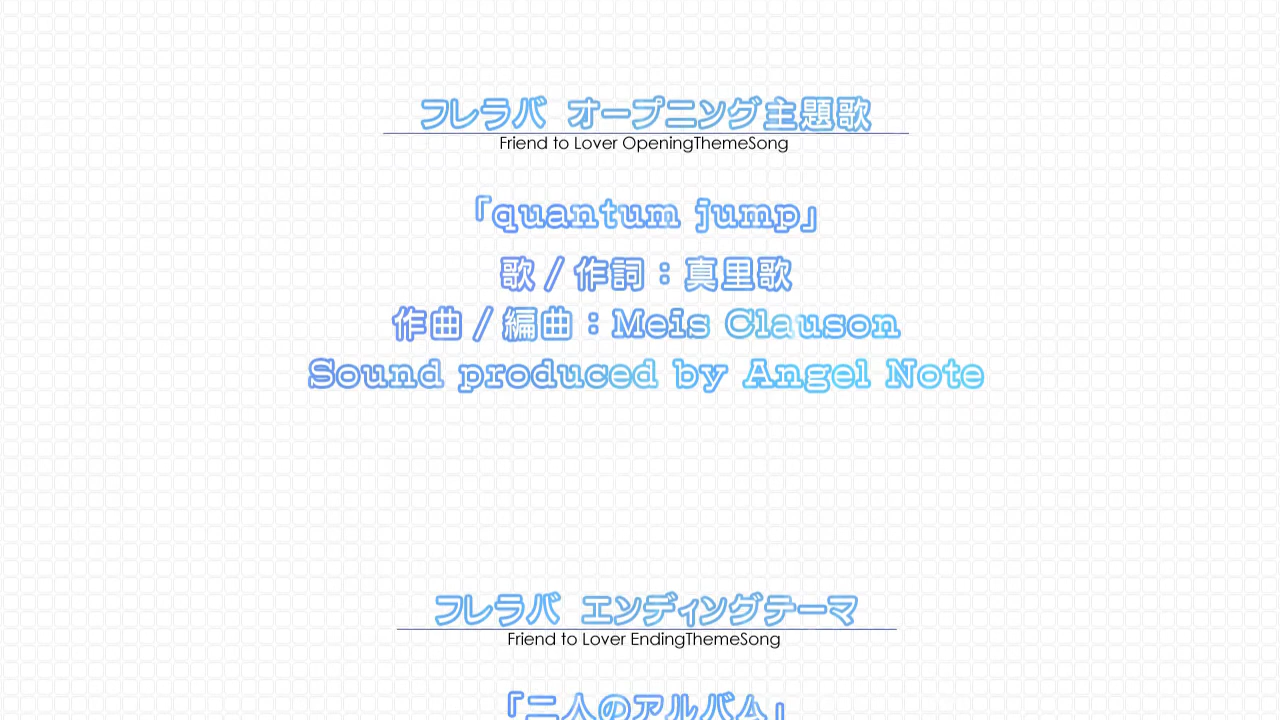 フレラバ オープニング主題歌
Friend to Lover OpeningThemeSong
「quantum jump」
歌/作詞：真里歌
作曲/編曲：Meis Clauson
Sound produced by Angel Note
フレラバ エンディングテーマ
Friend to Lover EndingThemeSong
「二人のアルバム」